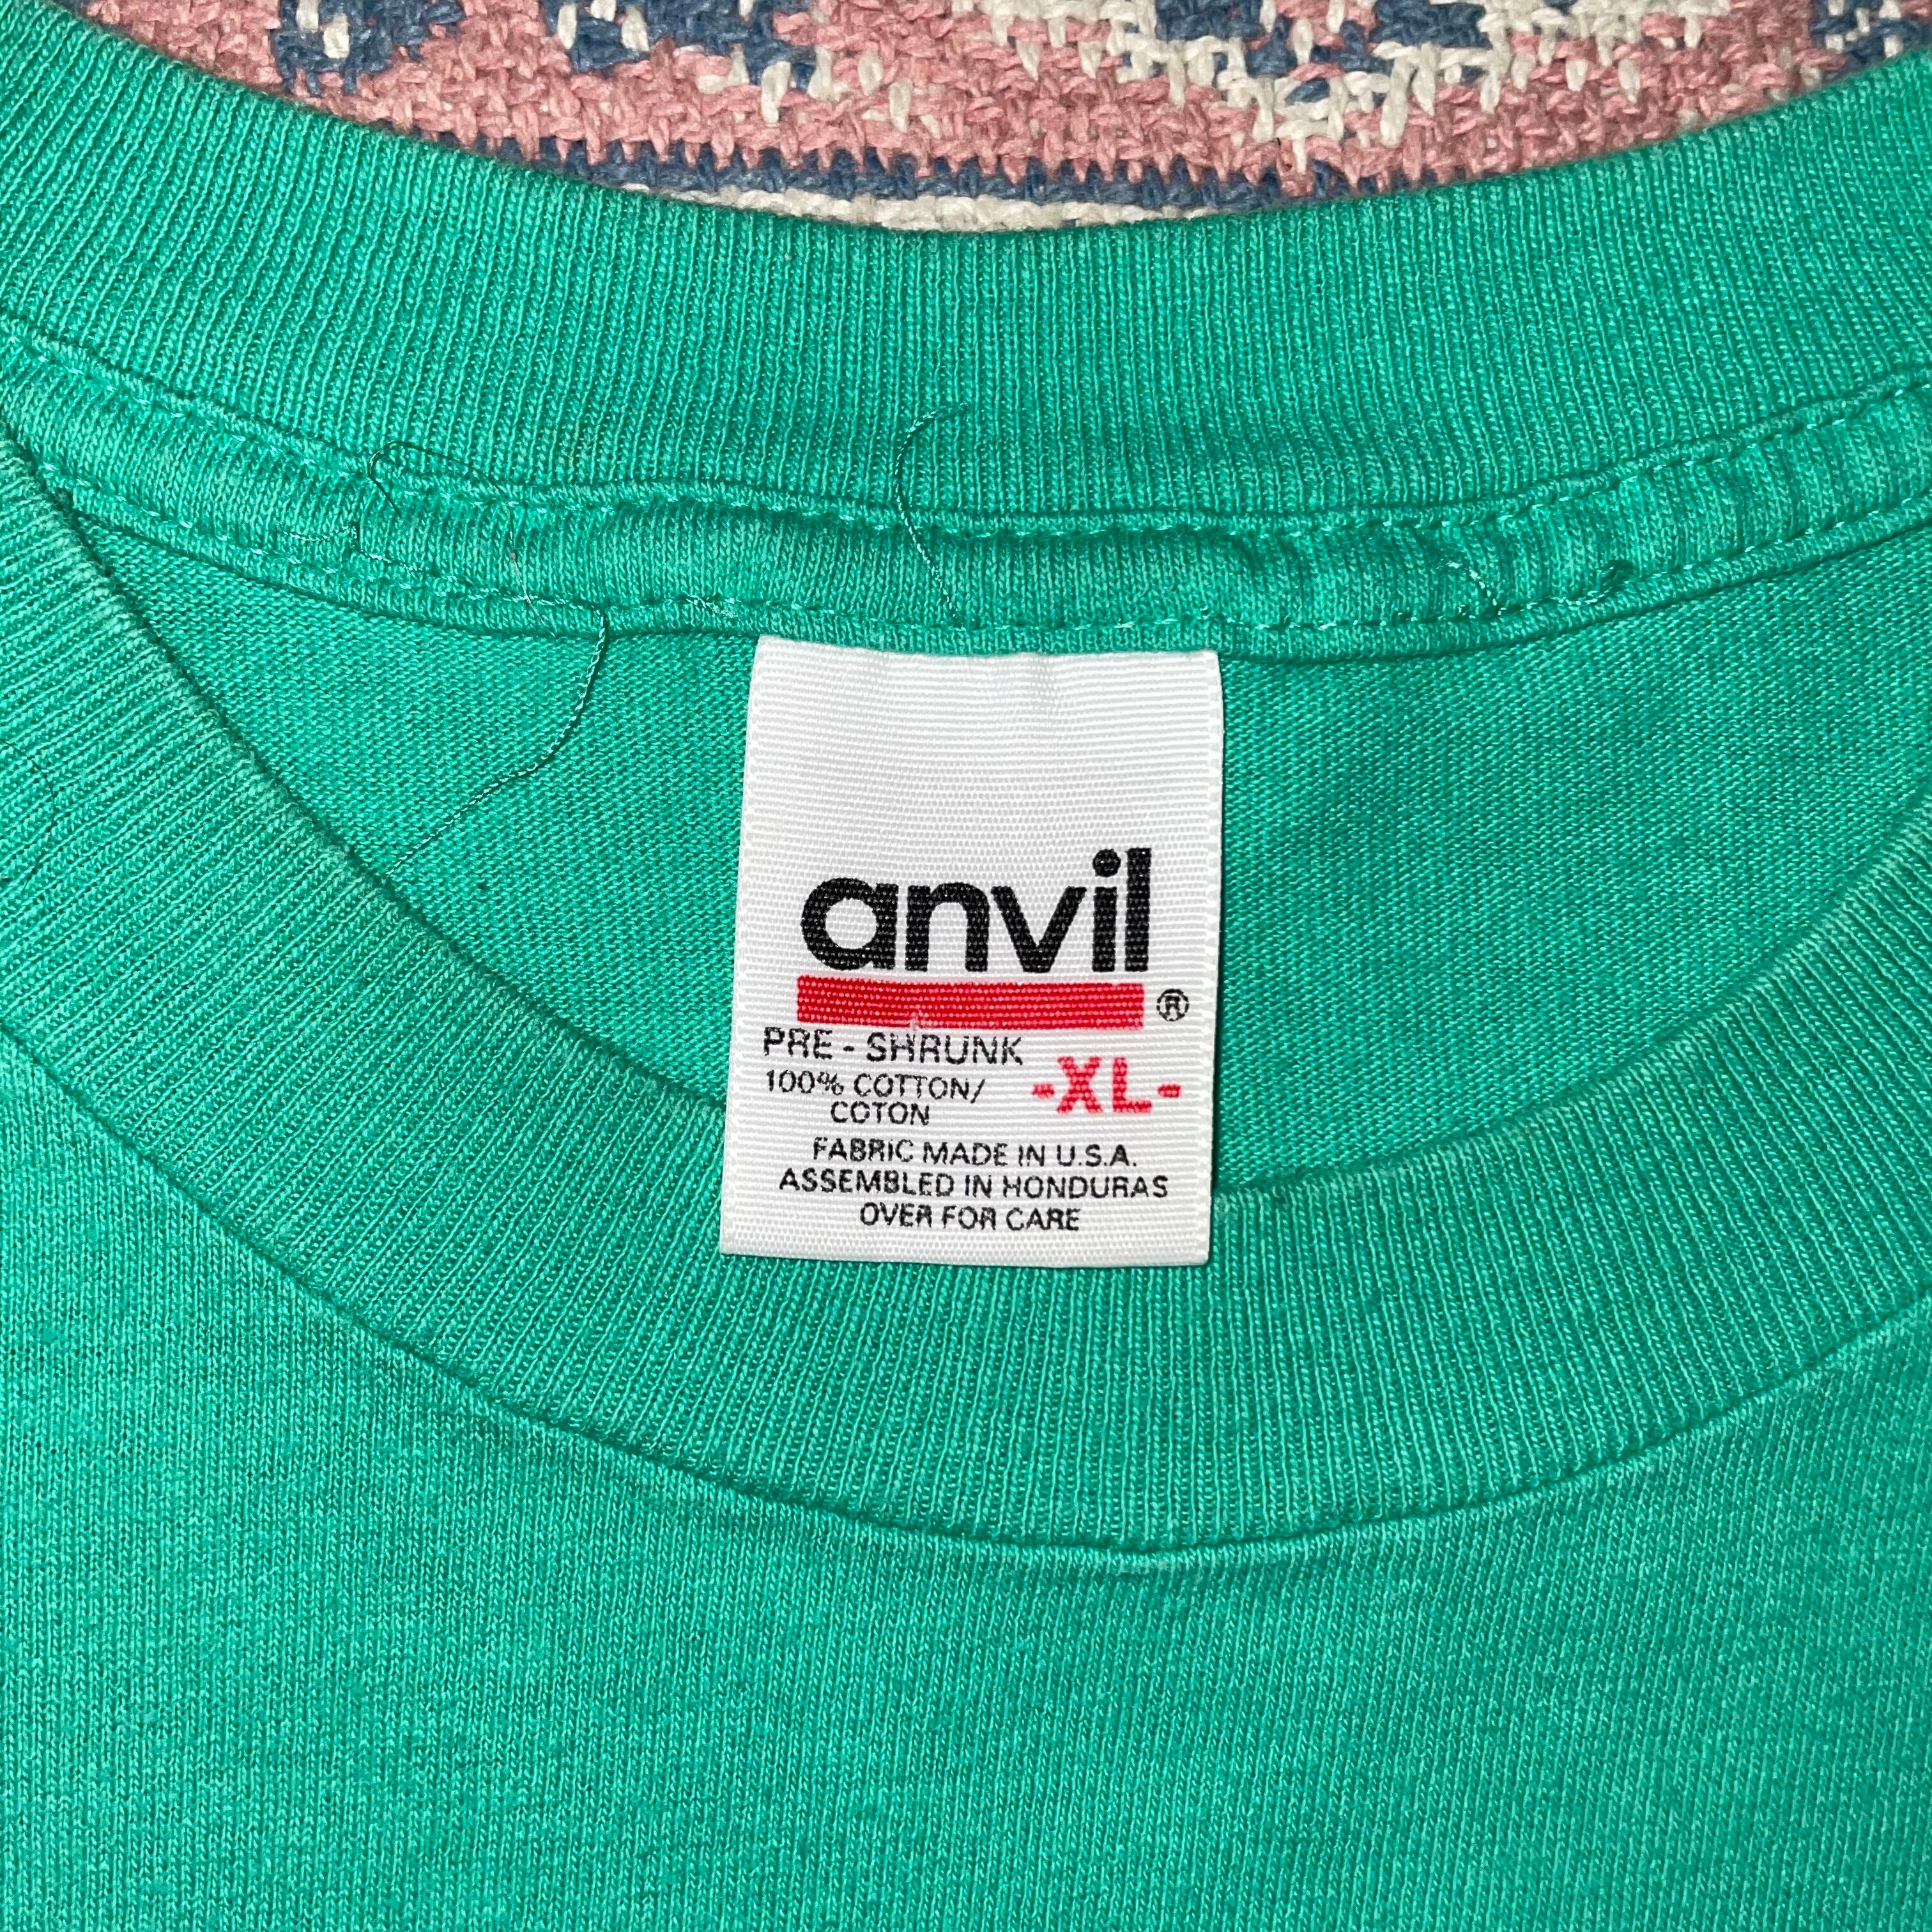 anvil
®
PRE - SHRUNK
-XL-
100% COTTON/
COTON
FABRIC MADE IN U.S.A.
ASSEMBLED IN HONDURAS
OVER FOR CARE